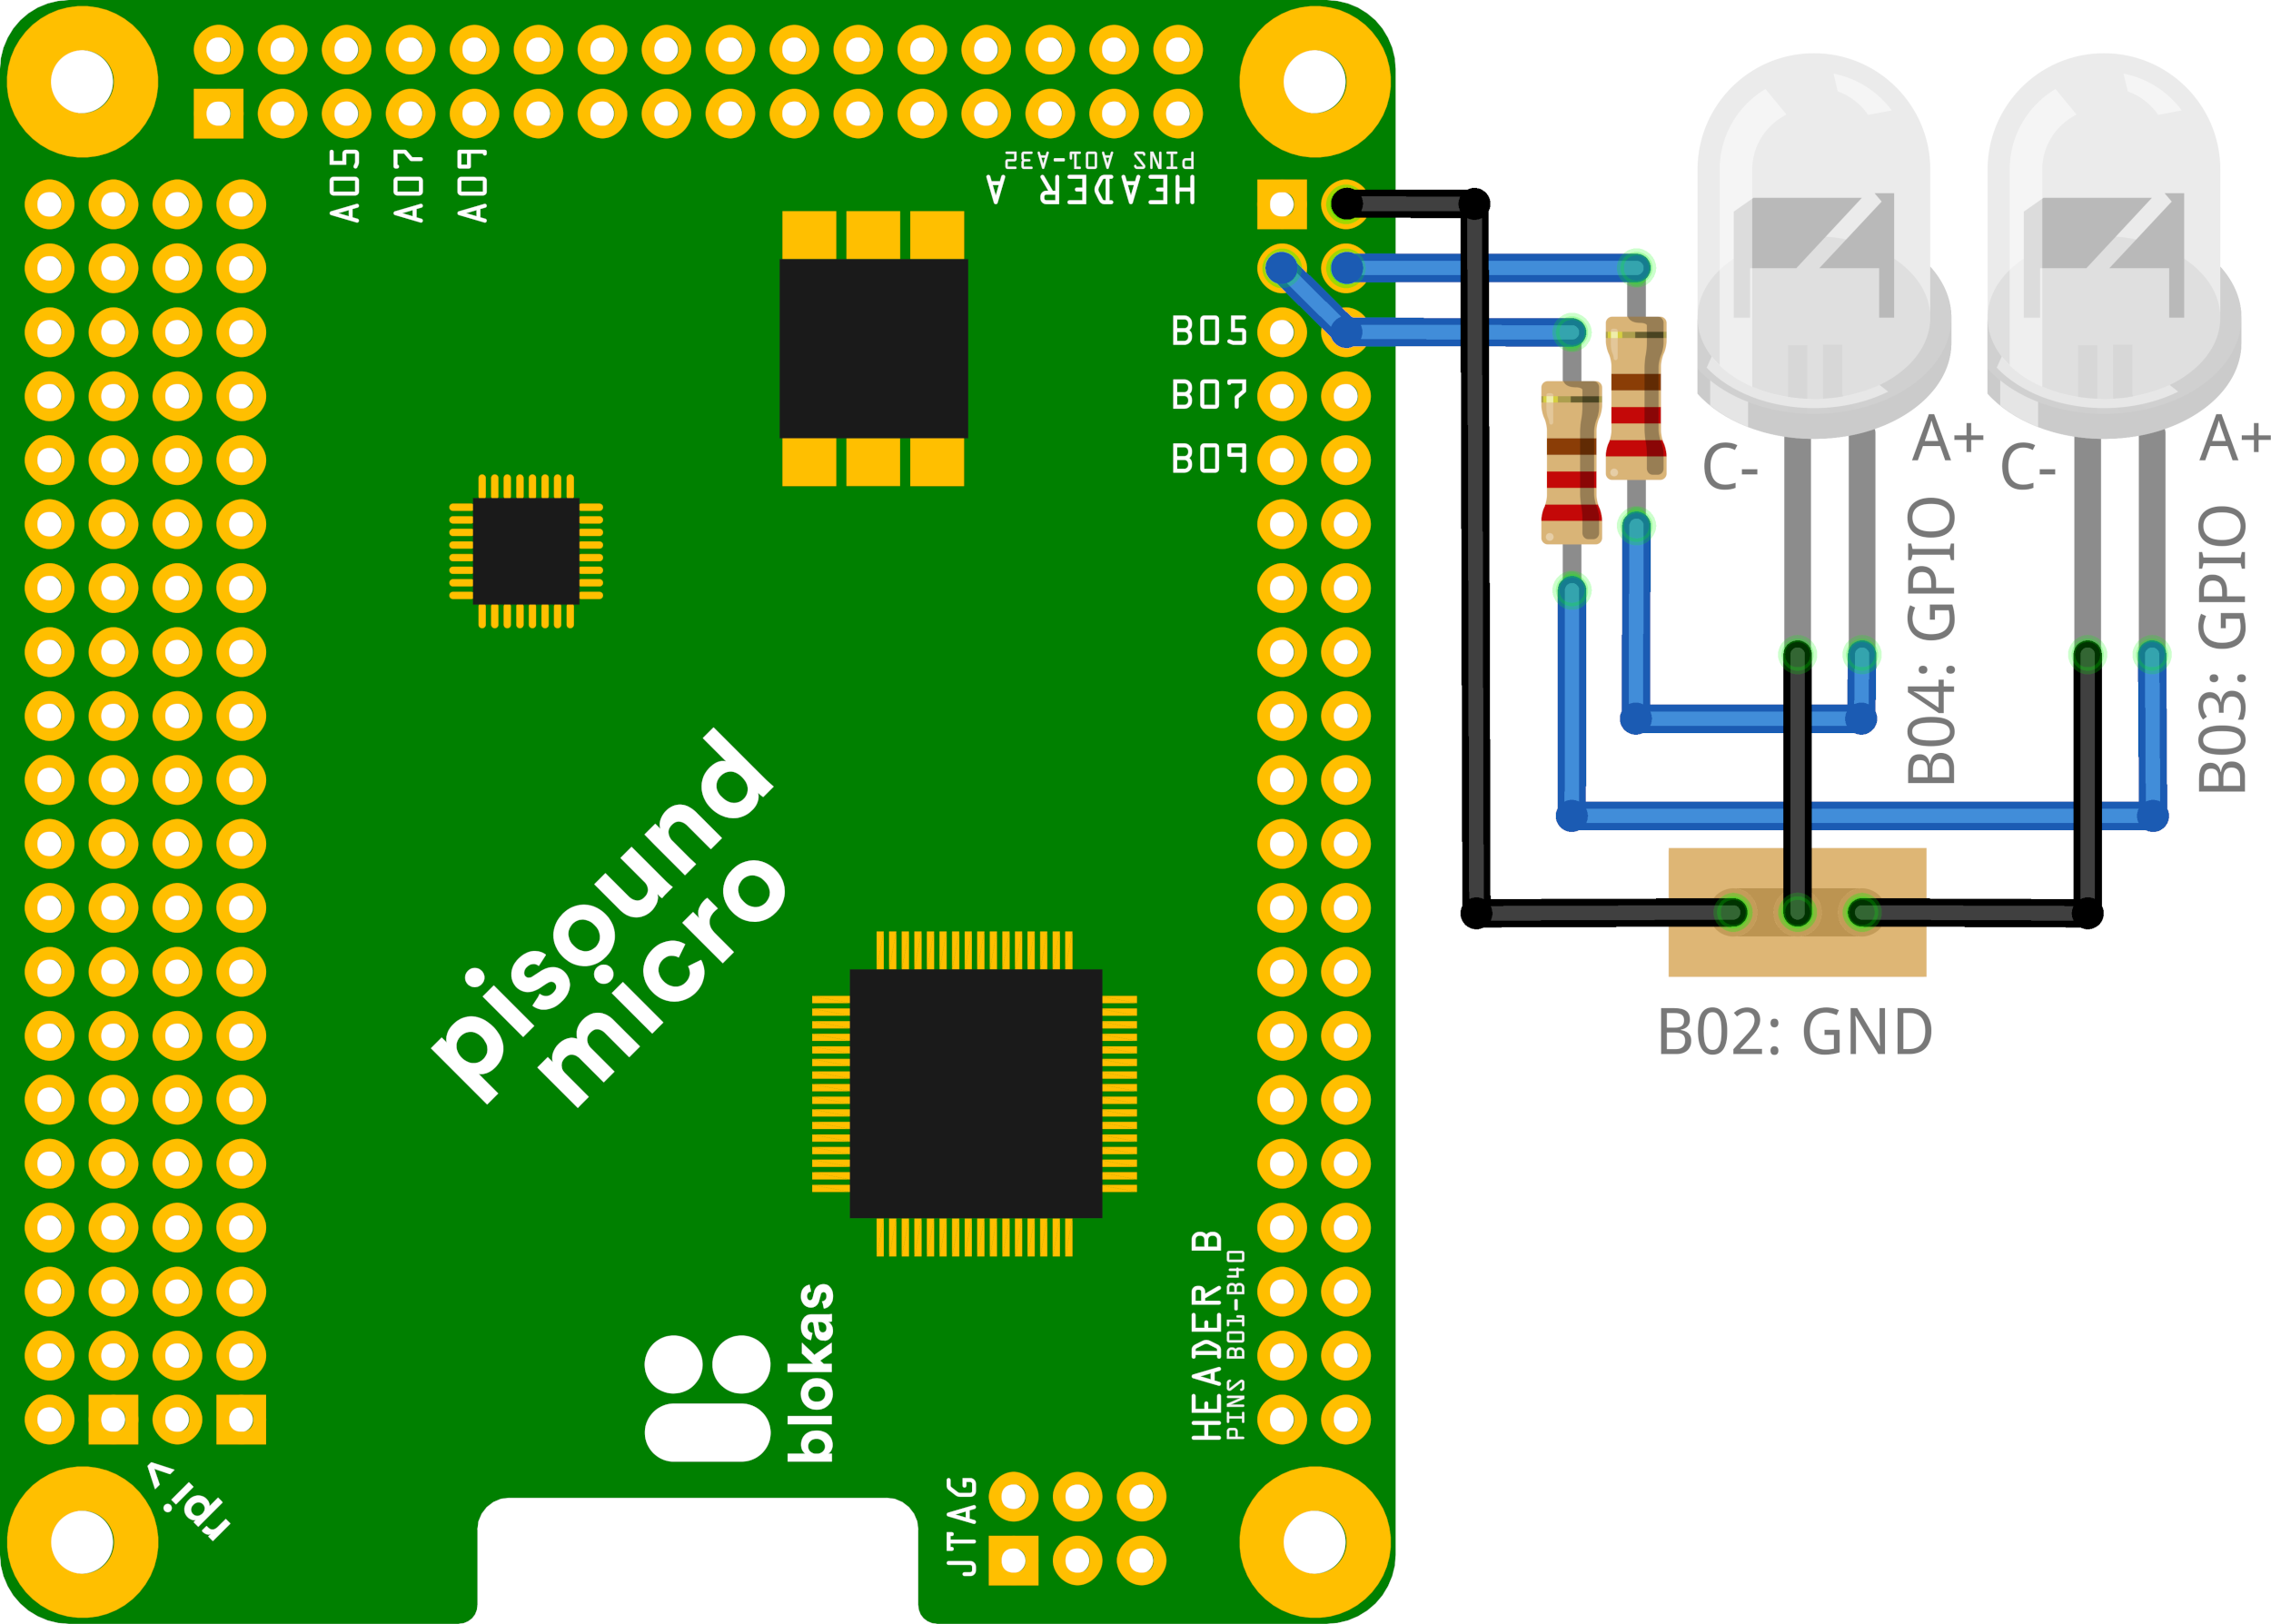 A05
A07
A09
PINS A01-A32
HEADER A
B05
B07
B09
pisound
micro
blokas
HEADER B
PINS B01-B40
JTAG
rpi >
C-
A+
C-
A+
B04: GPIO
B03: GPIO
B02: GND